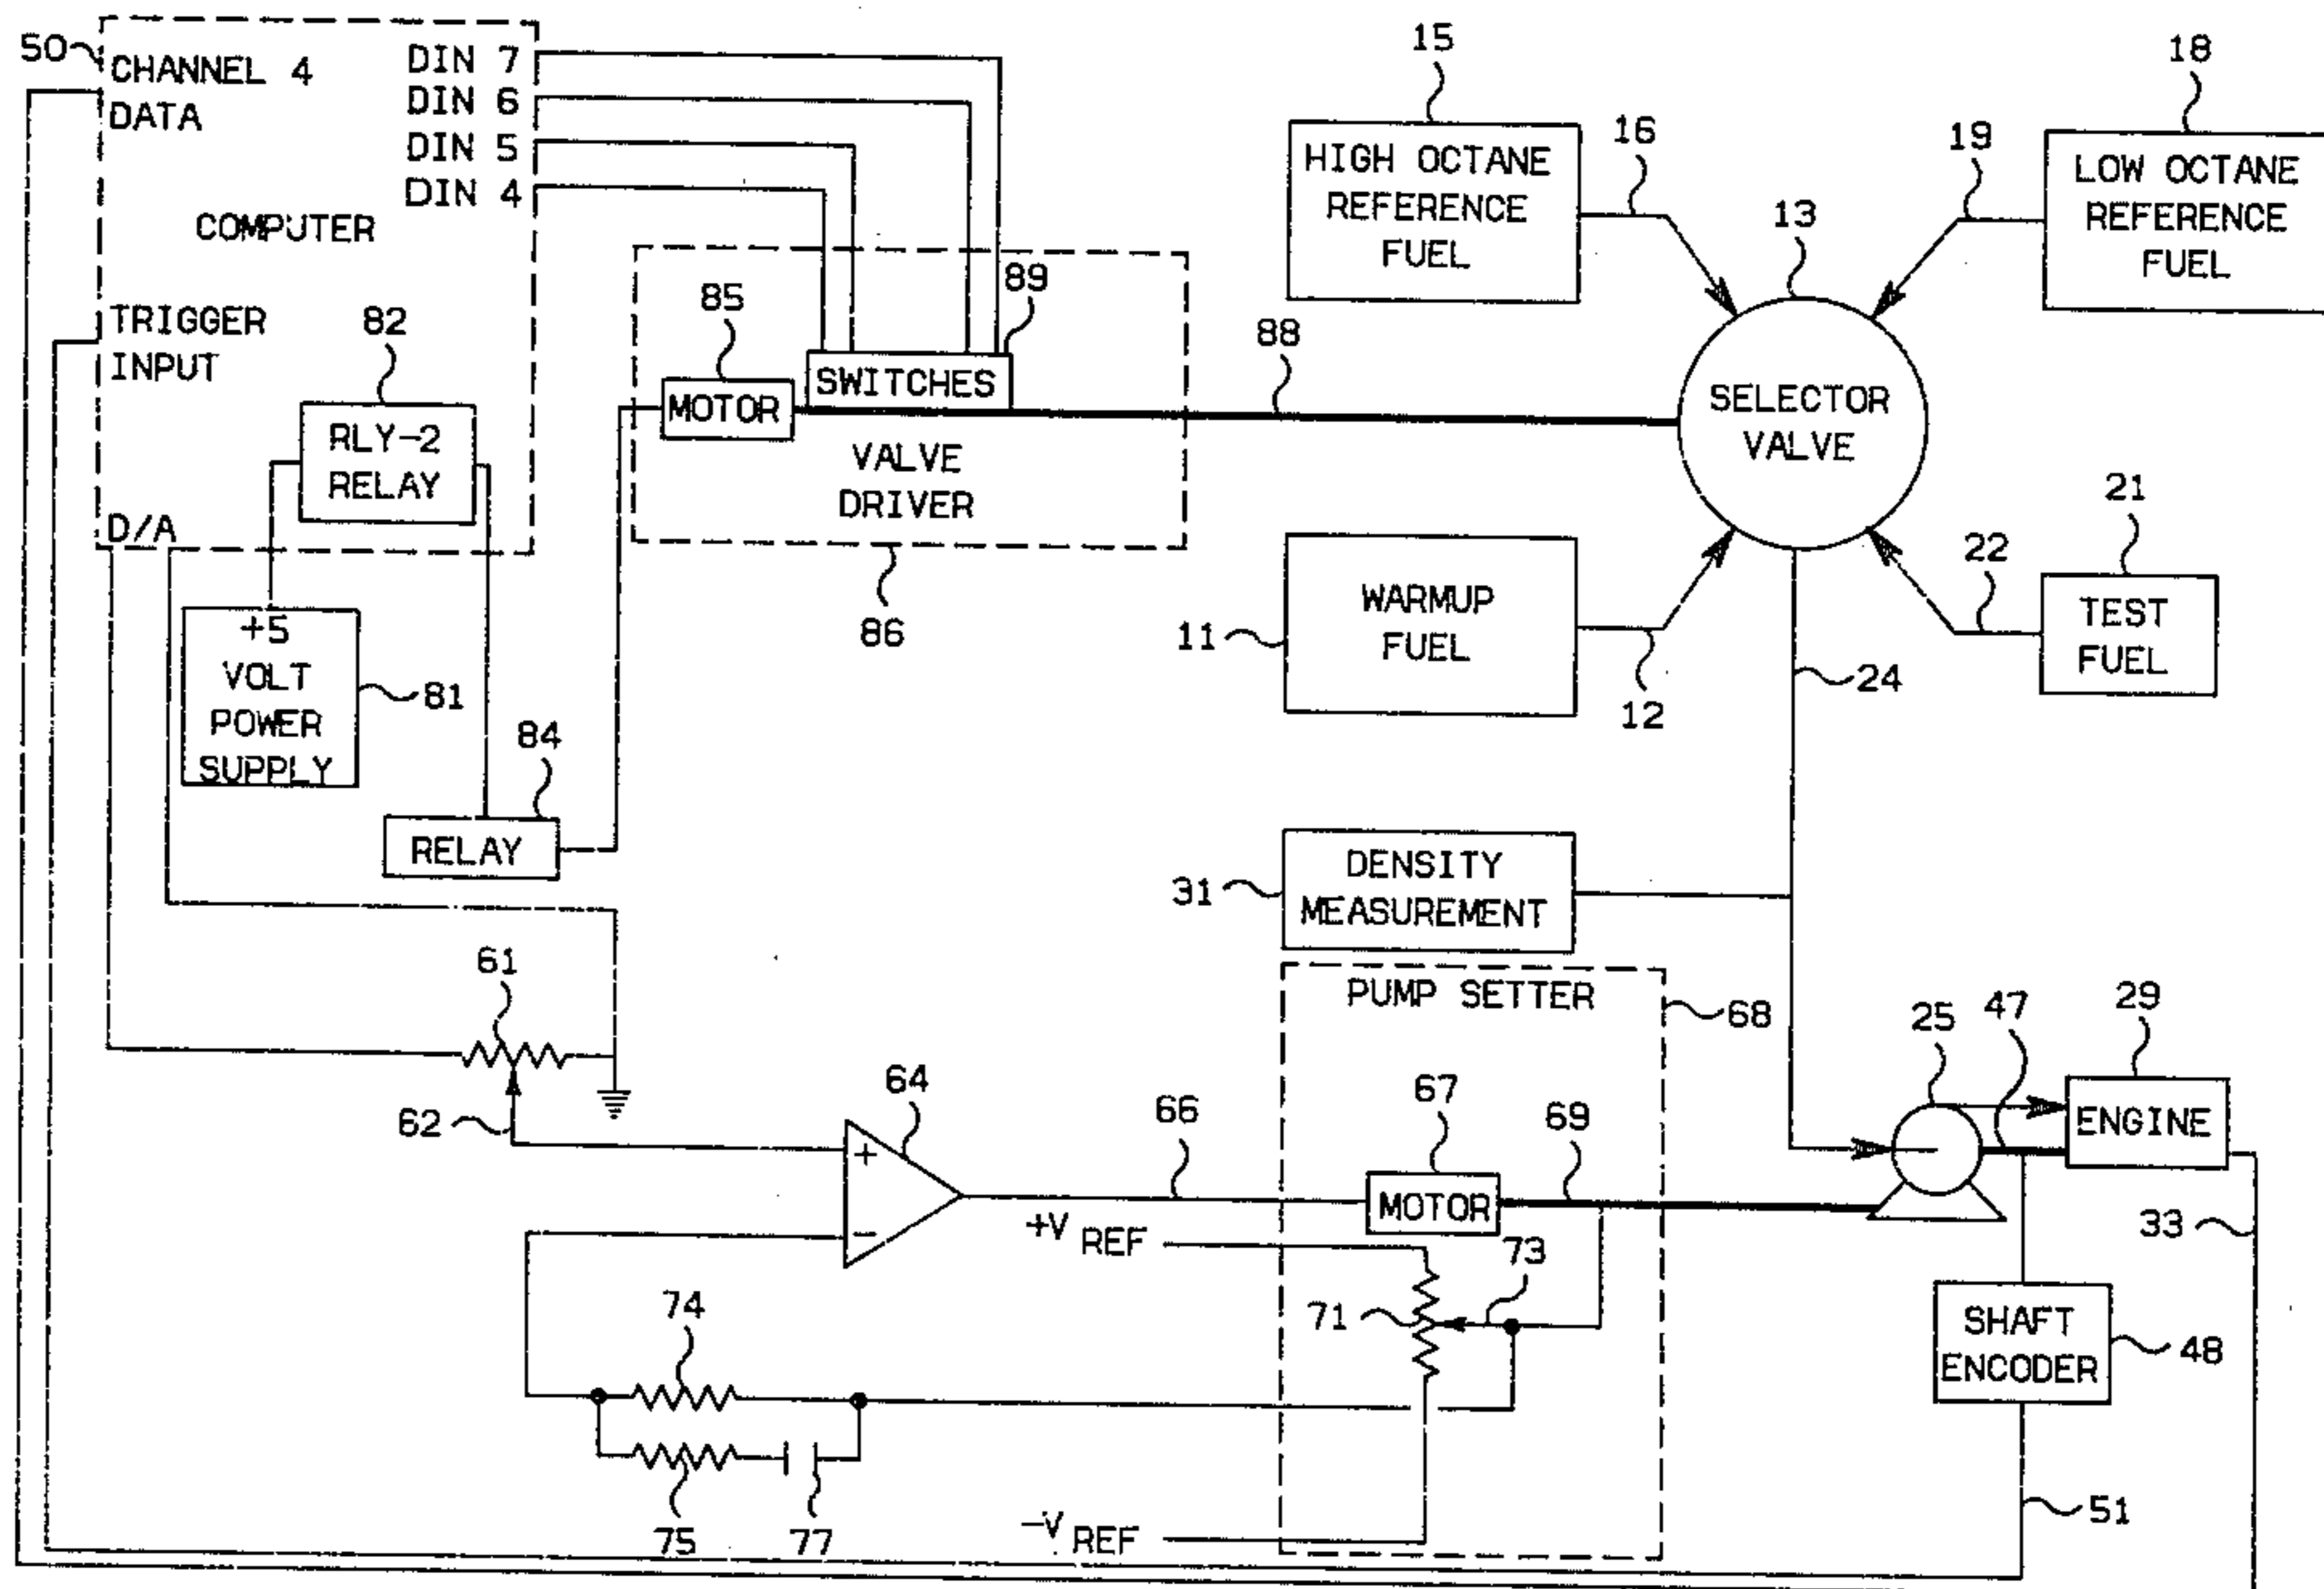 50
CHANNEL 4
DATA
DIN 7
DIN 6
DIN 5
DIN 4
COMPUTER
TRIGGER
INPUT
82
RLY-2
RELAY
D/A
+5
VOLT
POWER
SUPPLY
81
84
RELAY
85
MOTOR
89
SWITCHES
VALVE
DRIVER
86
88
15
HIGH OCTANE
REFERENCE
FUEL
16
18
LOW OCTANE
REFERENCE
FUEL
19
13
SELECTOR
VALVE
11
WARMUP
FUEL
12
21
TEST
FUEL
22
24
31
DENSITY
MEASUREMENT
61
62
64
+
-
66
PUMP SETTER
68
67
MOTOR
69
+V REF
71
73
-V REF
74
75
77
25
47
29
ENGINE
33
SHAFT
ENCODER
48
51